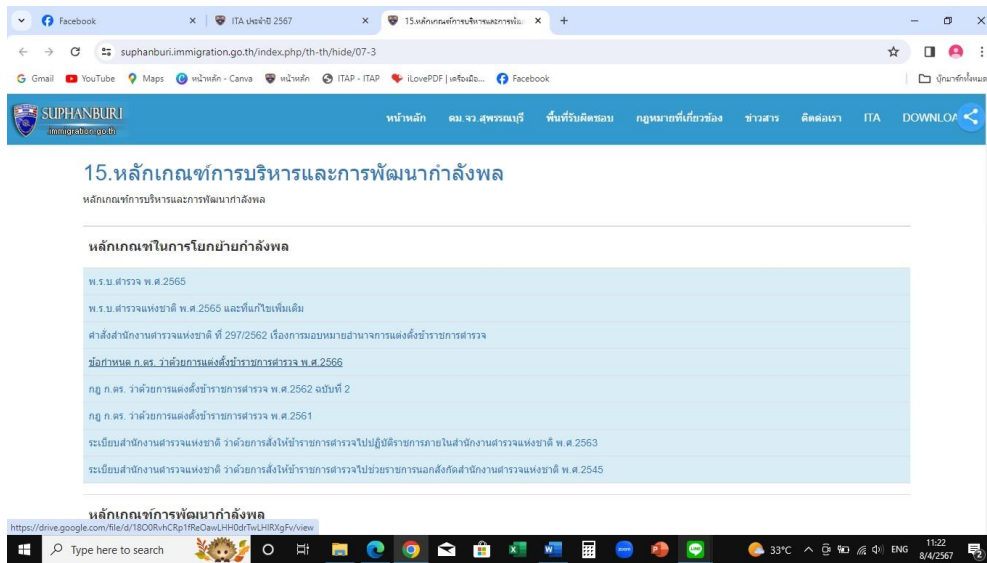 Facebook
ITA ประจำปี 2567
15.หลักเกณฑ์การบริหารและการพัฒ
suphanburi.immigration.go.th/index.php/th-th/hide/07-3
Gmail YouTube Maps หน้าหลัก - Canva หน้าหลัก ITAP - ITAP iLovePDF | เครื่องมือ... Facebook บุ๊กมาร์กทั้งหมด
SUPHANBURI
immigration.go.th
หน้าหลัก ตม.จว.สุพรรณบุรี พื้นที่รับผิดชอบ กฎหมายที่เกี่ยวข้อง ข่าวสาร ติดต่อเรา ITA DOWNLOA
15.หลักเกณฑ์การบริหารและการพัฒนากำลังพล
หลักเกณฑ์การบริหารและการพัฒนากำลังพล
หลักเกณฑ์ในการโยกย้ายกำลังพล
พ.ร.บ.ตำรวจ พ.ศ.2565
พ.ร.บ.ตำรวจแห่งชาติ พ.ศ.2565 และที่แก้ไขเพิ่มเติม
คำสั่งสำนักงานตำรวจแห่งชาติ ที่ 297/2562 เรื่องการมอบหมายอำนาจการแต่งตั้งข้าราชการตำรวจ
ข้อกำหนด ก.ตร. ว่าด้วยการแต่งตั้งข้าราชการตำรวจ พ.ศ.2566
กฎ ก.ตร. ว่าด้วยการแต่งตั้งข้าราชการตำรวจ พ.ศ.2562 ฉบับที่ 2
กฎ ก.ตร. ว่าด้วยการแต่งตั้งข้าราชการตำรวจ พ.ศ.2561
ระเบียบสำนักงานตำรวจแห่งชาติ ว่าด้วยการสั่งให้ข้าราชการตำรวจไปปฏิบัติราชการภายในสำนักงานตำรวจแห่งชาติ พ.ศ.2563
ระเบียบสำนักงานตำรวจแห่งชาติ ว่าด้วยการสั่งให้ข้าราชการตำรวจไปช่วยราชการนอกสังกัดสำนักงานตำรวจแห่งชาติ พ.ศ.2545
หลักเกณฑ์การพัฒนากำลังพล
https://drive.google.com/file/d/18O0RvhCRp1fReOawLHH0drTwLHIRXgFv/view
Type here to search 33°C ENG 11:22
8/4/2567